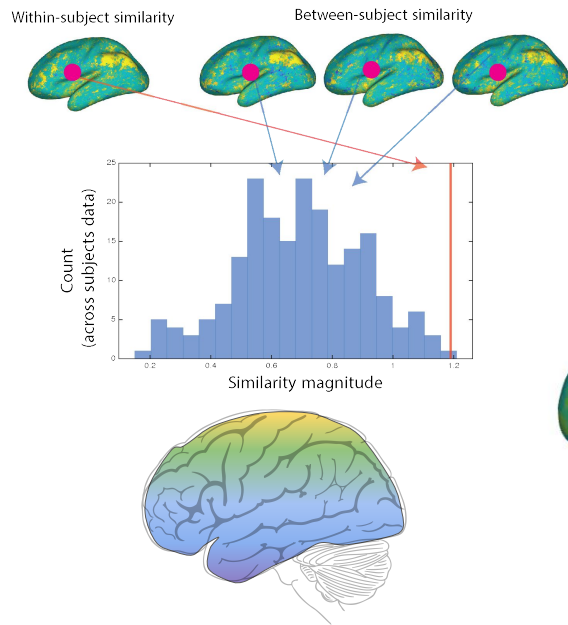 Within-subject similarity
Between-subject similarity
Count
(across subjects data)
25
20
15
10
5
0
0.2
0.4
0.6
0.8
1
1.2
Similarity magnitude